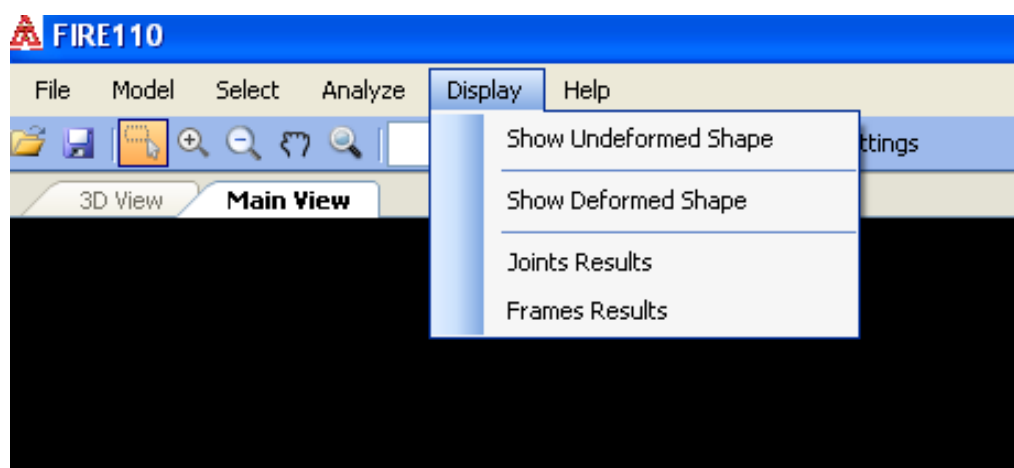 FIRE110
File Model Select Analyze Display Help
Show Undeformed Shape
ttings
3D View Main View
Show Deformed Shape
Joints Results
Frames Results